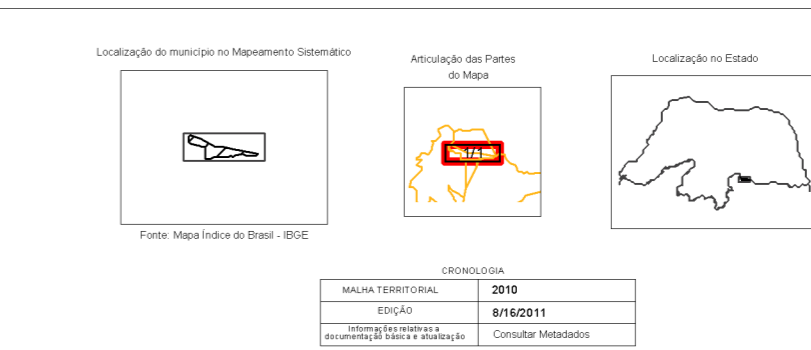 Localização do município no Mapeamento Sistemático
Articulação das Partes
do Mapa
Localização no Estado
1/1
Fonte: Mapa Índice do Brasil - IBGE
CRONOLOGIA
MALHA TERRITORIAL 2010
EDIÇÃO 8/16/2011
Informações relativas a
documentação básica e atualização Consultar Metadados